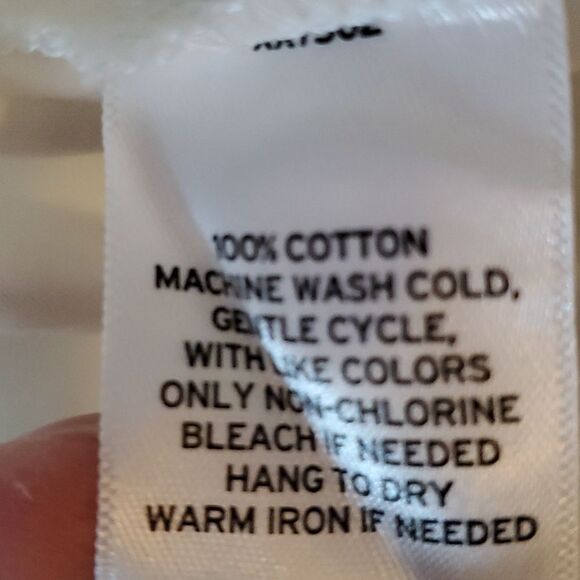 100% COTTON
MACHINE WASH COLD,
GENTLE CYCLE,
WITH LIKE COLORS
ONLY NON-CHLORINE
BLEACH IF NEEDED
HANG TO DRY
WARM IRON IF NEEDED